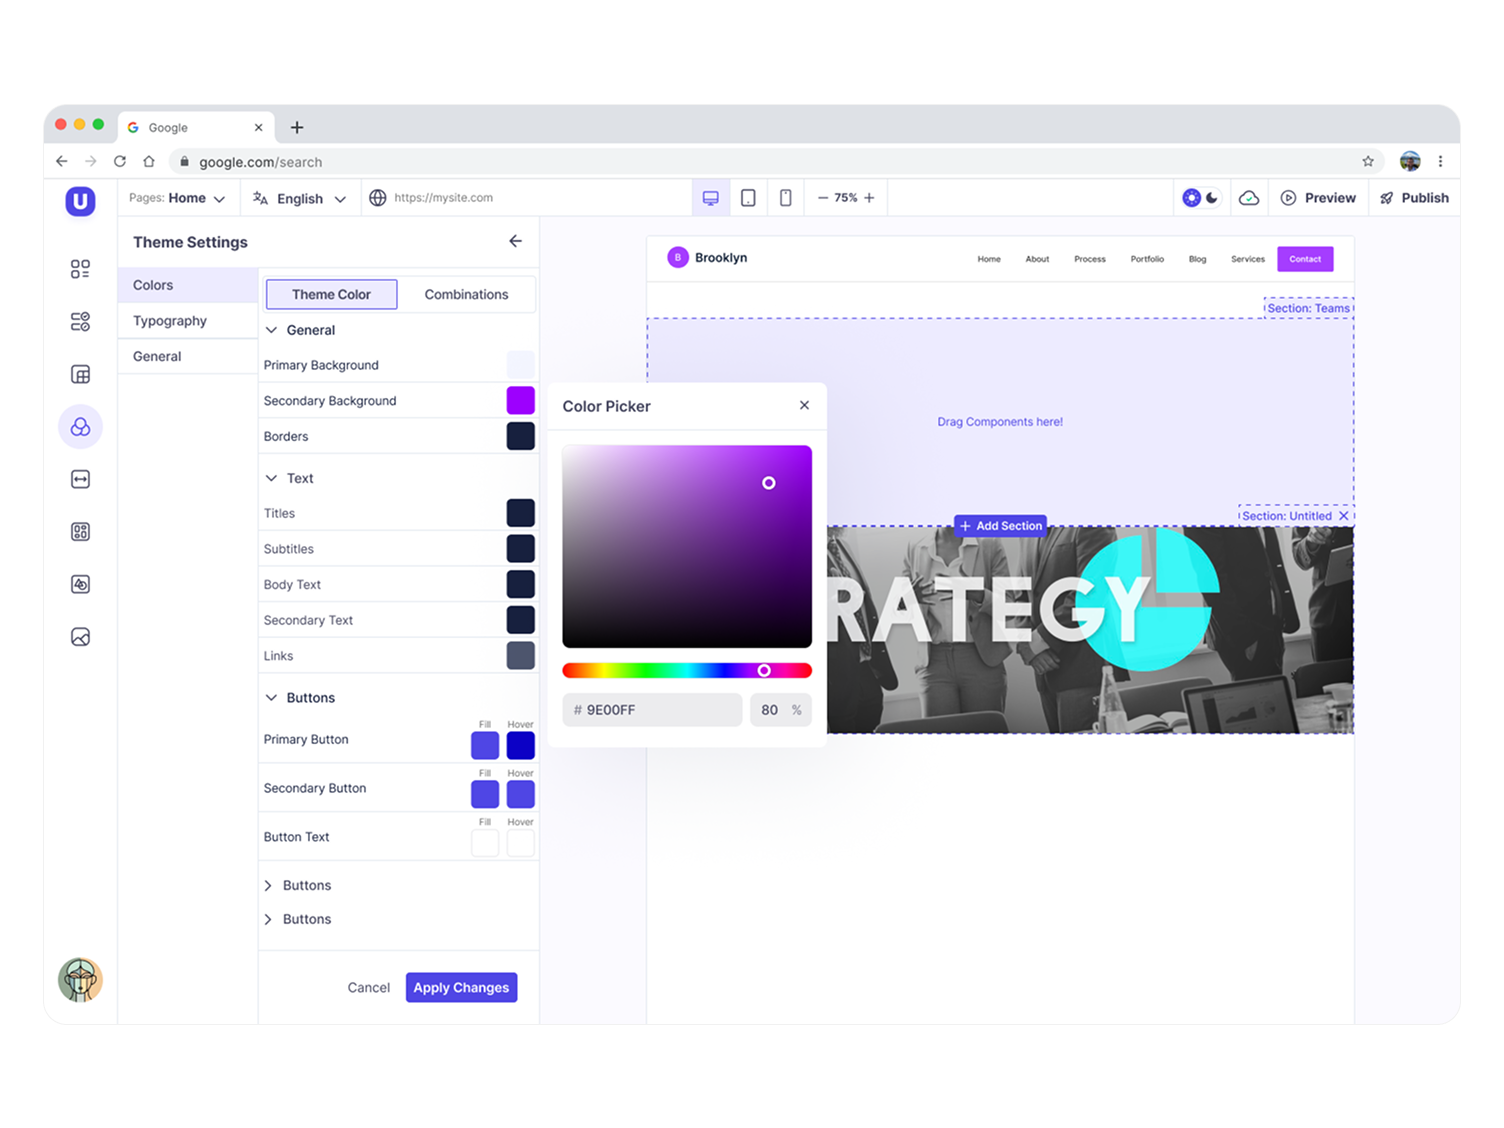 Google
google.com/search
U
Pages: Home
English
https://mysite.com
75%
Preview
Publish
Theme Settings
Colors
Typography
General
Theme Color
Combinations
General
Primary Background
Secondary Background
Borders
Text
Titles
Subtitles
Body Text
Secondary Text
Links
Buttons
Fill Hover
Primary Button
Fill Hover
Secondary Button
Fill Hover
Button Text
Buttons
Buttons
Cancel
Apply Changes
Color Picker
# 9E00FF
80 %
B Brooklyn
Home About Process Portfolio Blog Services Contact
Section: Teams
Drag Components here!
Section: Untitled
+ Add Section
RATEGY